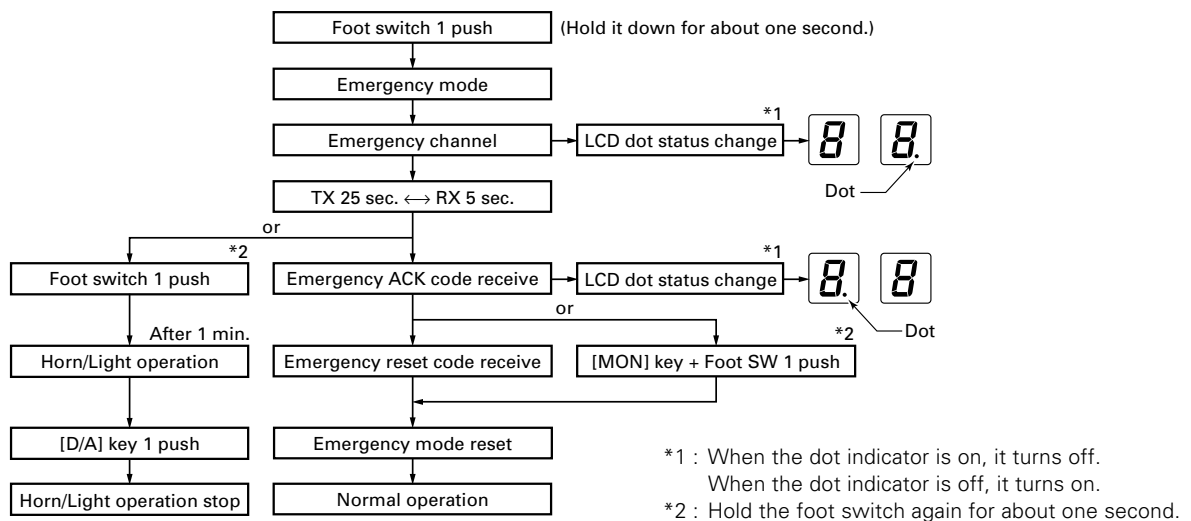 Foot switch 1 push (Hold it down for about one second.)
Emergency mode
*1
Emergency channel LCD dot status change 8 8.
Dot
TX 25 sec. ↔ RX 5 sec.
or
*2 *1
Foot switch 1 push Emergency ACK code receive LCD dot status change 8. 8
or
Dot
After 1 min. *2
Horn/Light operation Emergency reset code receive [MON] key + Foot SW 1 push
[D/A] key 1 push Emergency mode reset
Horn/Light operation stop Normal operation
*1 : When the dot indicator is on, it turns off.
When the dot indicator is off, it turns on.
*2 : Hold the foot switch again for about one second.